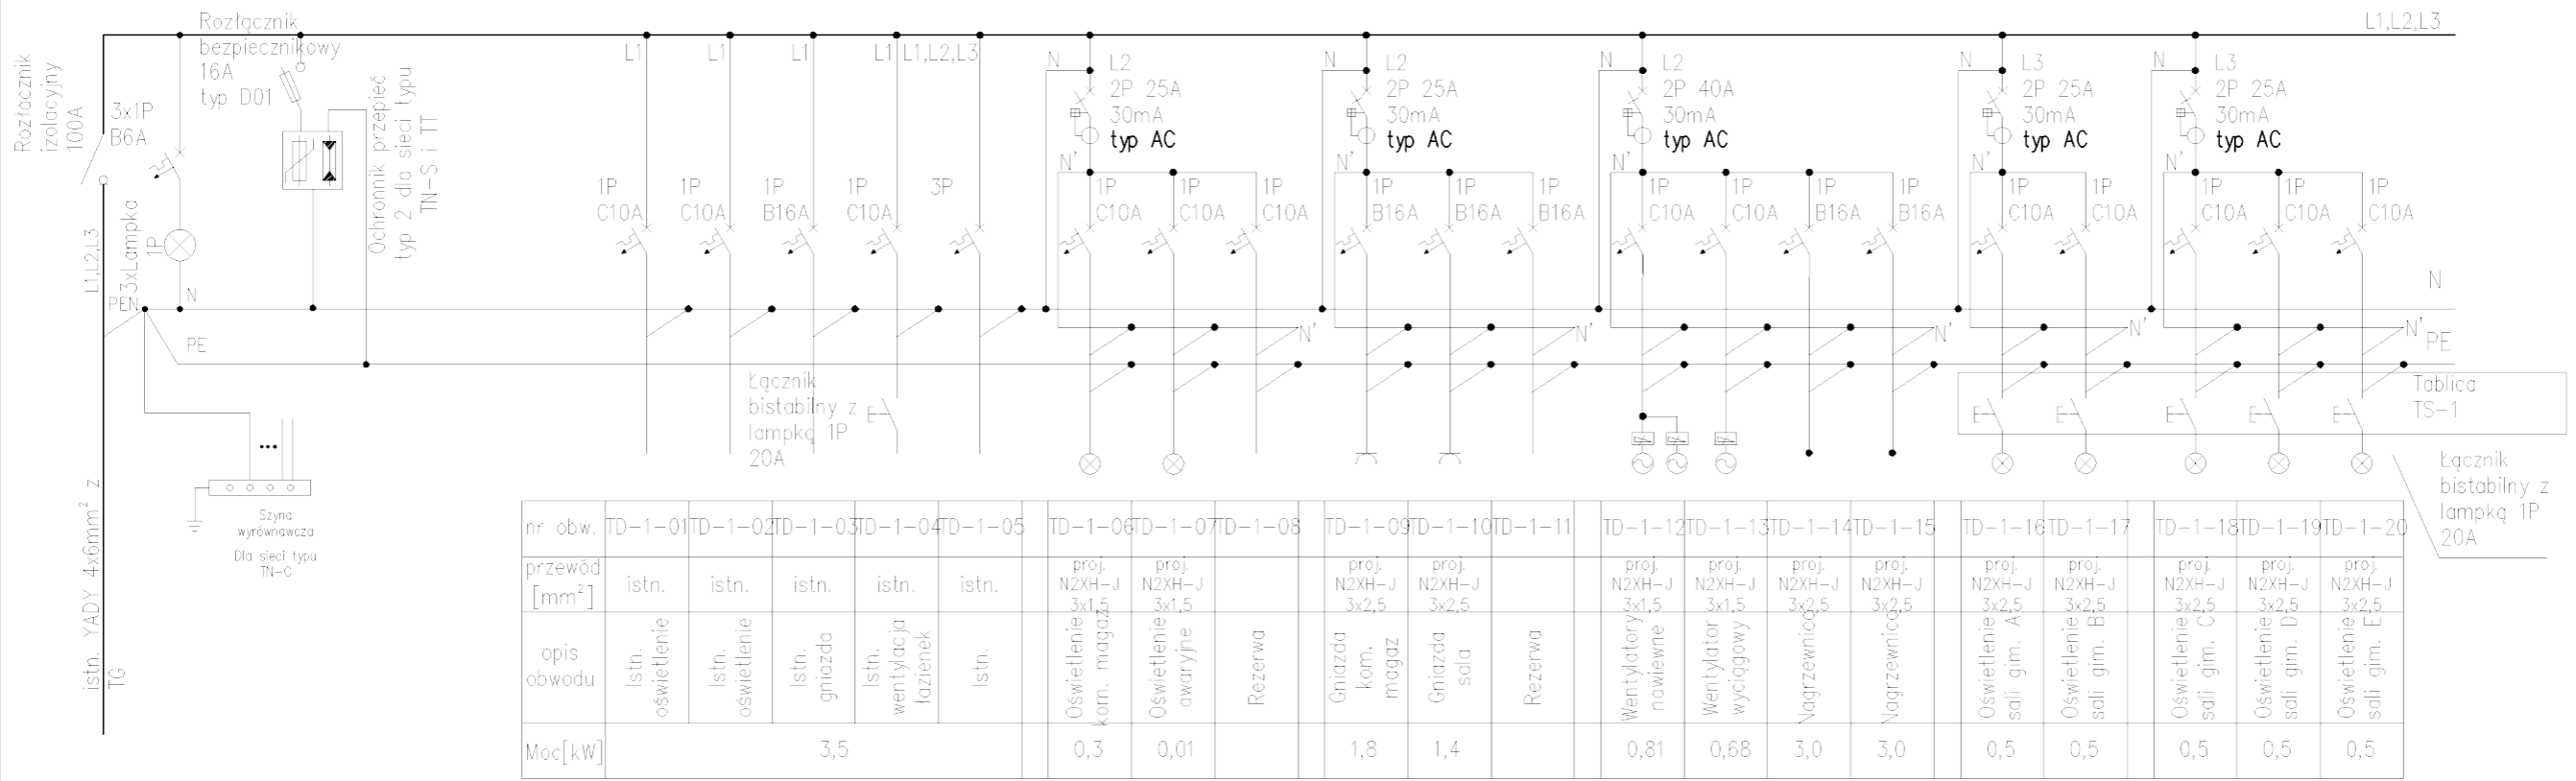 Rozłącznik
bezpiecznikowy
16A
typ D01
L1,L2,L3
Rozłacznik
izolacyjny
100A
3x1P
B6A
Ochronnik przepięć
typ 2 dla sieci typu
TN-S i TT
L1,L2,L3
3xLampka
1P
PEN
N
PE
L1
L1
L1
L1
L1,L2,L3
1P
C10A
1P
C10A
1P
B16A
1P
C10A
3P
N
L2
2P 25A
30mA
typ AC
N'
1P
C10A
1P
C10A
1P
C10A
N'
N
L2
2P 25A
30mA
typ AC
N'
1P
B16A
1P
B16A
1P
B16A
N'
N
L2
2P 40A
30mA
typ AC
N'
1P
C10A
1P
C10A
1P
B16A
1P
B16A
N'
N
L3
2P 25A
30mA
typ AC
N'
1P
C10A
1P
C10A
N'
N
L3
2P 25A
30mA
typ AC
N'
1P
C10A
1P
C10A
1P
C10A
N'
N
PE
Łącznik
bistabilny z
lampką 1P
20A
Tablica
TS-1
Łącznik
bistabilny z
lampką 1P
20A
Szyna
wyrównawcza
Dla sieci typu
TN-C
istn. YADY 4x6mm² z
TG
nr obw. TD-1-01 TD-1-02 TD-1-03 TD-1-04 TD-1-05 TD-1-06 TD-1-07 TD-1-08 TD-1-09 TD-1-10 TD-1-11 TD-1-12 TD-1-13 TD-1-14 TD-1-15 TD-1-16 TD-1-17 TD-1-18 TD-1-19 TD-1-20
przewód
[mm²]
istn. istn. istn. istn. istn.
proj. proj. proj. proj. proj. proj. proj. proj. proj. proj. proj. proj. proj.
N2XH-J N2XH-J N2XH-J N2XH-J N2XH-J N2XH-J N2XH-J N2XH-J N2XH-J N2XH-J N2XH-J N2XH-J N2XH-J
3x1,5 3x1,5 3x2,5 3x2,5 3x1,5 3x1,5 3x2,5 3x2,5 3x2,5 3x2,5 3x2,5 3x2,5 3x2,5
opis
obwodu
Istn.
oświetlenie
Istn.
oświetlenie
Istn.
gniazda
Istn.
wentylacja
łazienek
Istn.
Oświetlenie
kom. magaz
Oświetlenie
awaryjne
Rezerwa
Gniazda
kom.
magaz
Gniazda
sala
Rezerwa
Wentylatory
nawiewne
Wentylator
wyciągowy
Nagrzewnica
Nagrzewnica
Oświetlenie
sali gim. A
Oświetlenie
sali gim. B
Oświetlenie
sali gim. C
Oświetlenie
sali gim. D
Oświetlenie
sali gim. E
Moc[kW] 3,5 0,3 0,01 1,8 1,4 0,81 0,68 3,0 3,0 0,5 0,5 0,5 0,5 0,5